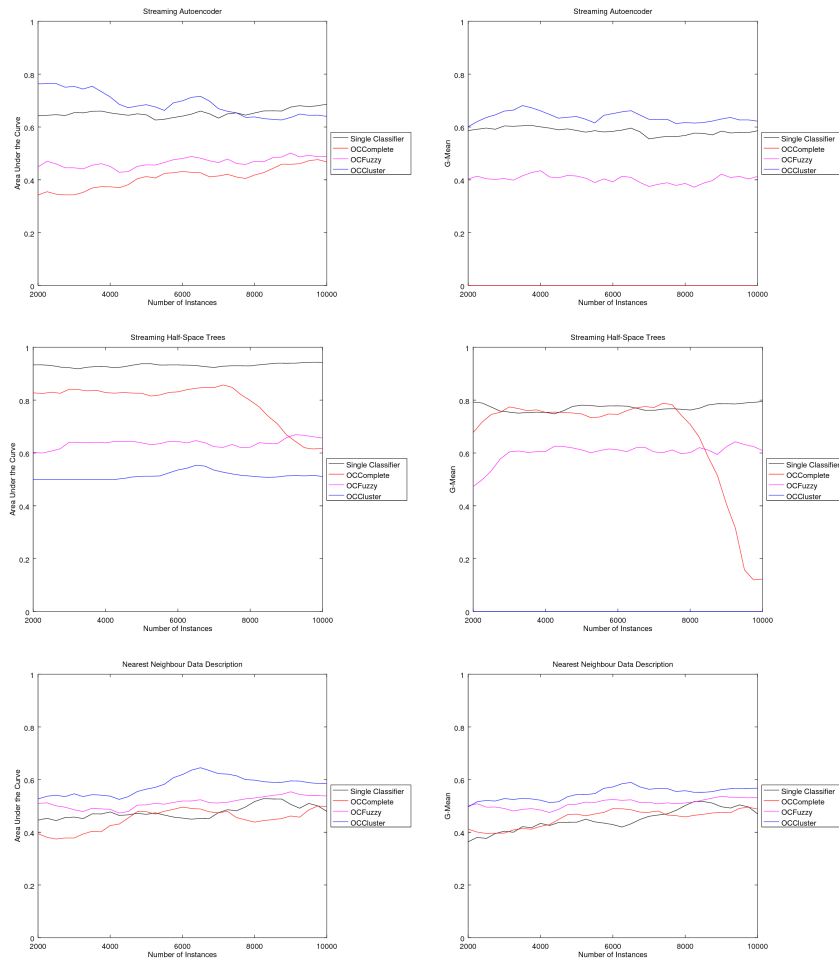 Streaming Autoencoder
1
0.8
0.6
0.4
0.2
0
2000 4000 6000 8000 10000
Area Under the Curve
Number of Instances
Single Classifier
OCComplete
OCFuzzy
OCCluster
Streaming Autoencoder
1
0.8
0.6
0.4
0.2
0
2000 4000 6000 8000 10000
G-Mean
Number of Instances
Single Classifier
OCComplete
OCFuzzy
OCCluster
Streaming Half-Space Trees
1
0.8
0.6
0.4
0.2
0
2000 4000 6000 8000 10000
Area Under the Curve
Number of Instances
Single Classifier
OCComplete
OCFuzzy
OCCluster
Streaming Half-Space Trees
1
0.8
0.6
0.4
0.2
0
2000 4000 6000 8000 10000
G-Mean
Number of Instances
Single Classifier
OCComplete
OCFuzzy
OCCluster
Nearest Neighbour Data Description
1
0.8
0.6
0.4
0.2
0
2000 4000 6000 8000 10000
Area Under the Curve
Number of Instances
Single Classifier
OCComplete
OCFuzzy
OCCluster
Nearest Neighbour Data Description
1
0.8
0.6
0.4
0.2
0
2000 4000 6000 8000 10000
G-Mean
Number of Instances
Single Classifier
OCComplete
OCFuzzy
OCCluster